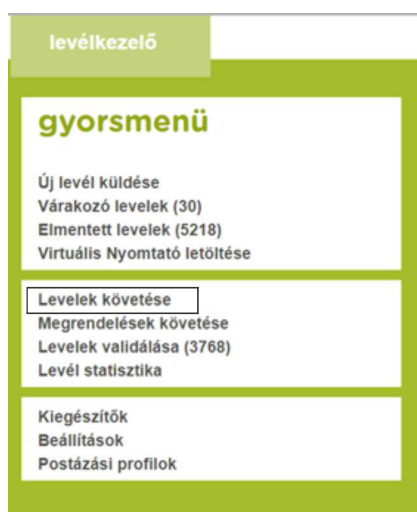 levélkezelő
gyorsmenü
Új levél küldése
Várakozó levelek (30)
Elmentett levelek (5218)
Virtuális Nyomtató letöltése
Levelek követése
Megrendelések követése
Levelek validálása (3768)
Levél statisztika
Kiegészítők
Beállítások
Postázási profilok